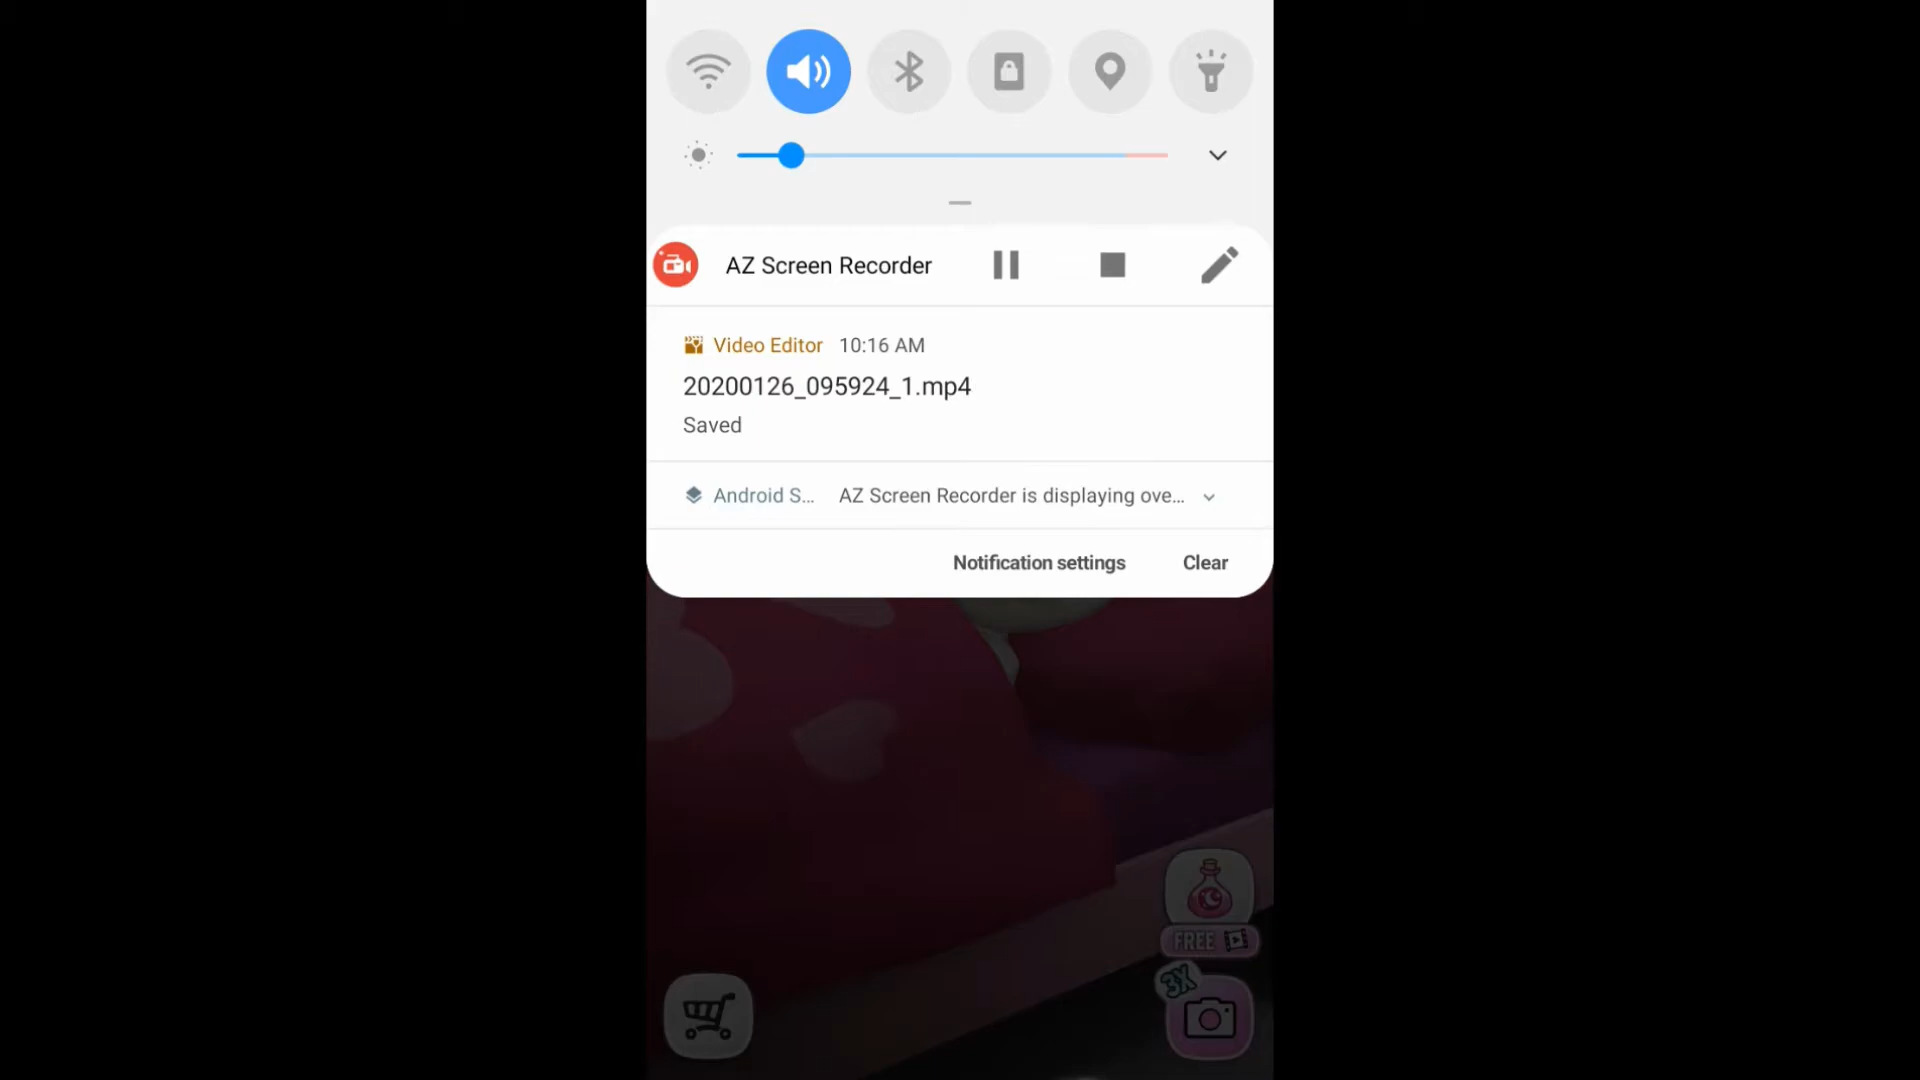 AZ Screen Recorder
Video Editor 10:16 AM
20200126_095924_1.mp4
Saved
Android S... AZ Screen Recorder is displaying ove...
Notification settings Clear
FREE
3X